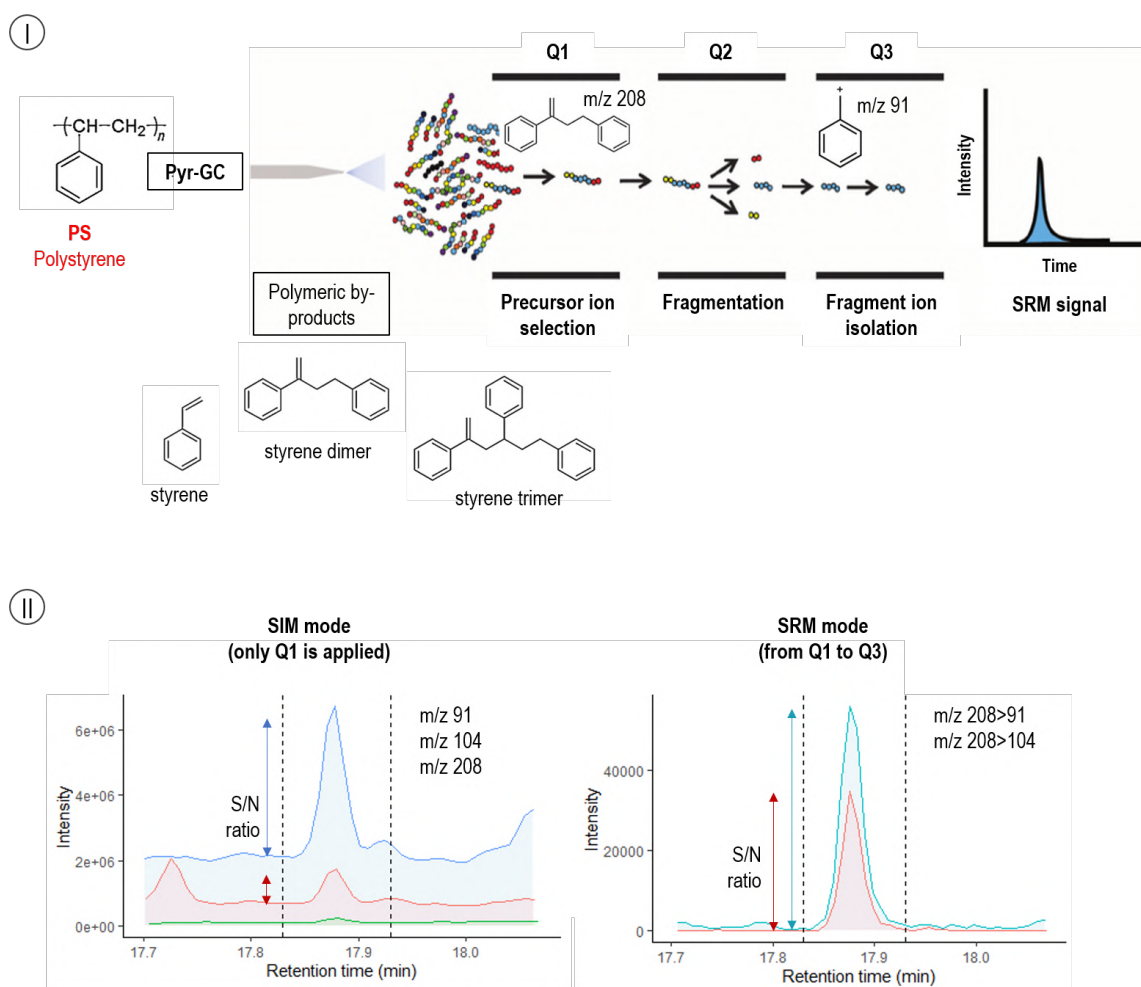 I
Q1
Q2
Q3
m/z 208
+
m/z 91
CH–CH₂
n
Pyr-GC
PS
Polystyrene
Intensity
Time
Polymeric by-
products
Precursor ion
selection
Fragmentation
Fragment ion
isolation
SRM signal
styrene dimer
styrene
styrene trimer
II
SIM mode
(only Q1 is applied)
SRM mode
(from Q1 to Q3)
Intensity
6e+06
4e+06
2e+06
0e+00
S/N
ratio
m/z 91
m/z 104
m/z 208
17.7
17.8
17.9
18.0
Retention time (min)
Intensity
40000
20000
0
S/N
ratio
m/z 208>91
m/z 208>104
17.7
17.8
17.9
18.0
Retention time (min)